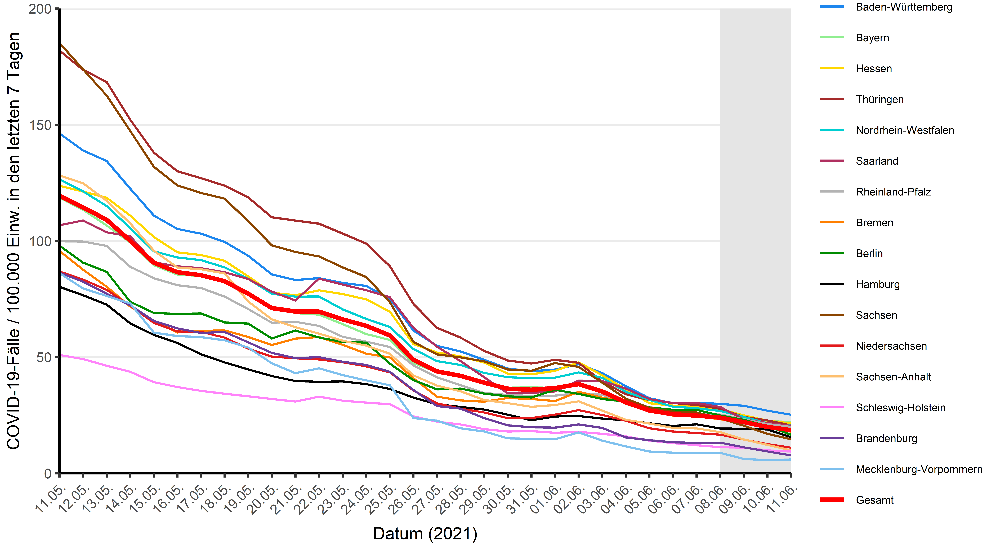 COVID-19-Fälle / 100.000 Einw. in den letzten 7 Tagen
200
150
100
50
0
11.05.
12.05.
13.05.
14.05.
15.05.
16.05.
17.05.
18.05.
19.05.
20.05.
21.05.
22.05.
23.05.
24.05.
25.05.
26.05.
27.05.
28.05.
29.05.
30.05.
31.05.
01.06.
02.06.
03.06.
04.06.
05.06.
06.06.
07.06.
08.06.
09.06.
10.06.
11.06.
Datum (2021)
Baden-Württemberg
Bayern
Hessen
Thüringen
Nordrhein-Westfalen
Saarland
Rheinland-Pfalz
Bremen
Berlin
Hamburg
Sachsen
Niedersachsen
Sachsen-Anhalt
Schleswig-Holstein
Brandenburg
Mecklenburg-Vorpommern
Gesamt